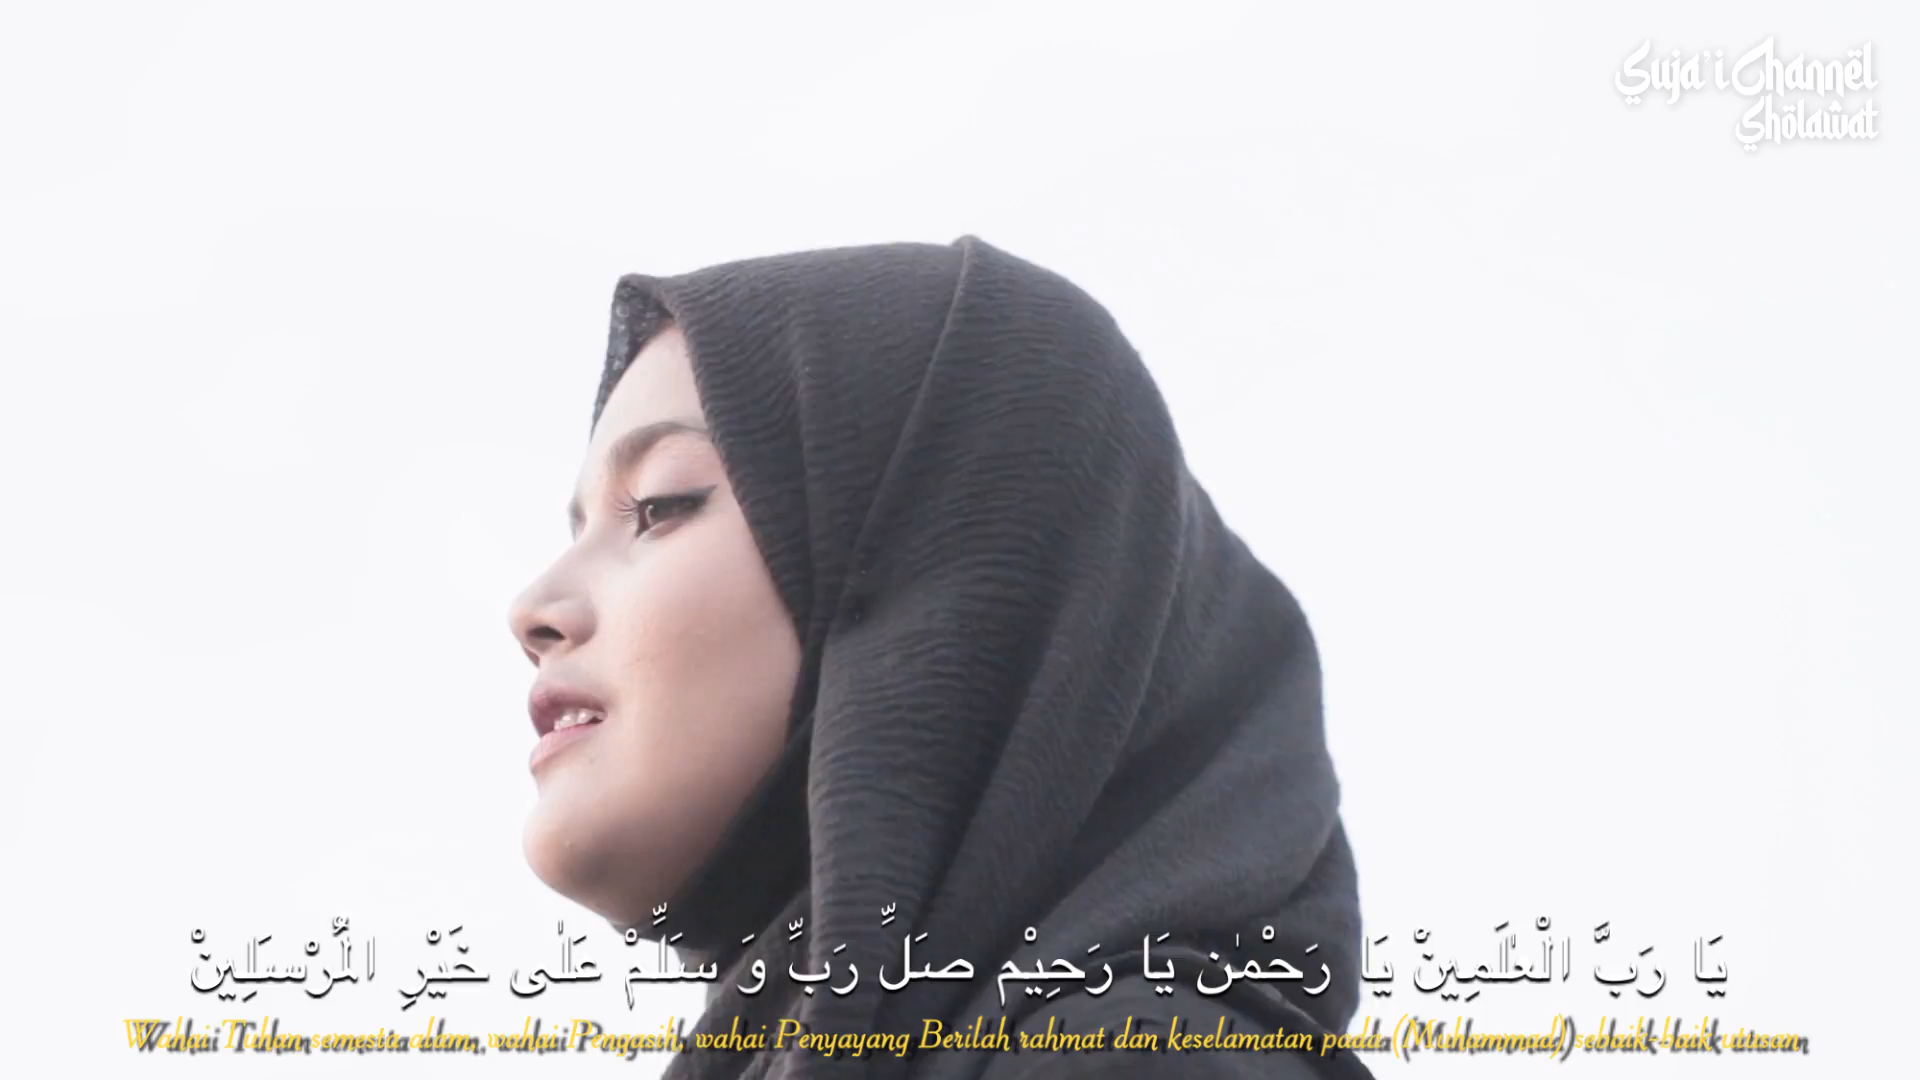 Suja'i Channel
Sholawat
يَا رَبَّ الْعٰلَمِيْنْ يَا رَحْمٰن يَا رَحِيْم صَلِّ رَبِّ وَ سَلِّمْ عَلٰى خَيْرِ الْمُرْسَلِيْنْ
Wahai Tuhan semesta alam, wahai Pengasih, wahai Penyayang Berilah rahmat dan keselamatan pada (Muhammad) sebaik-baik utusan